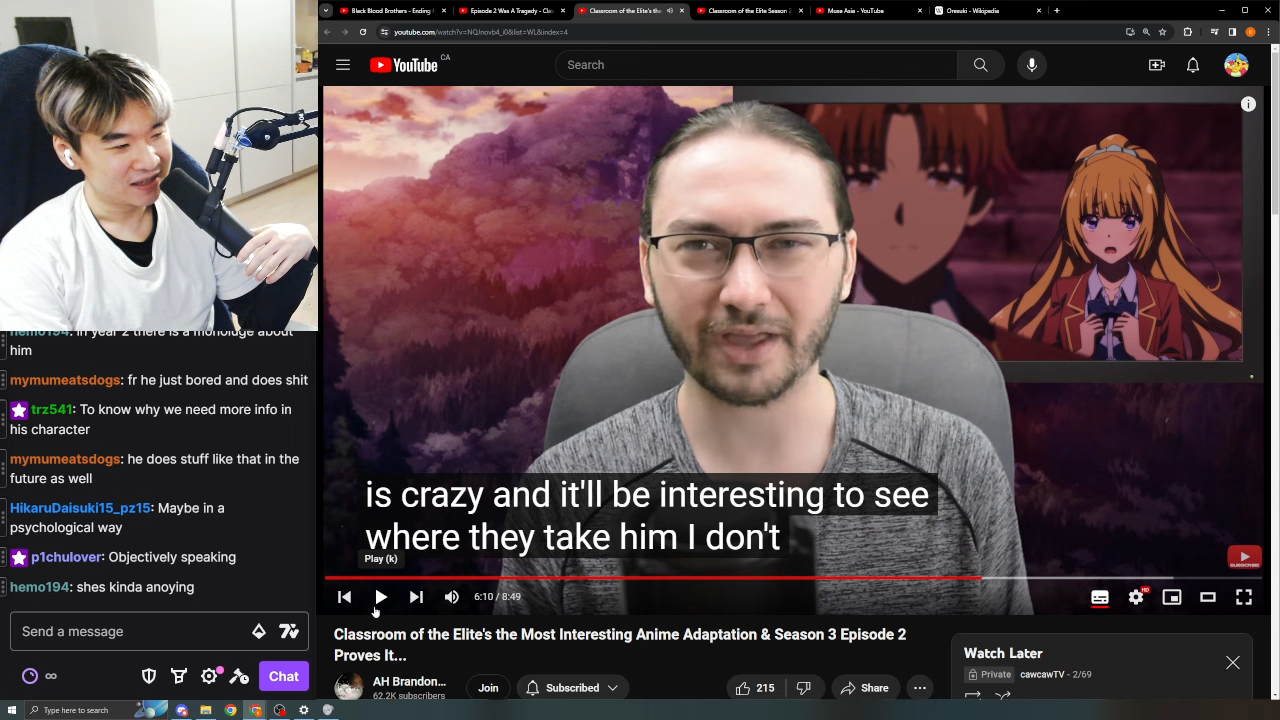 Black Blood Brothers - Ending
Episode 2 Was A Tragedy - Cla
Classroom of the Elite's the
Classroom of the Elite Season
Muse Asia - YouTube
Oresuki - Wikipedia
youtube.com/watch?v=NQJnovb4_i0&list=WL&index=4
YouTube CA
Search
hemo194: in year 2 there is a monoluge about
him
mymumeatsdogs: fr he just bored and does shit
trz541: To know why we need more info in
his character
mymumeatsdogs: he does stuff like that in the
future as well
HikaruDaisuki15_pz15: Maybe in a
psychological way
p1chulover: Objectively speaking
hemo194: shes kinda anoying
Send a message
Chat
is crazy and it'll be interesting to see
where they take him I don't
Play (k)
SUBSCRIBE
6:10 / 8:49
HD
Classroom of the Elite's the Most Interesting Anime Adaptation & Season 3 Episode 2
Proves It...
AH Brandon...
62.2K subscribers
Join
Subscribed
215
Share
Watch Later
Private cawcawTV - 2/69
Type here to search